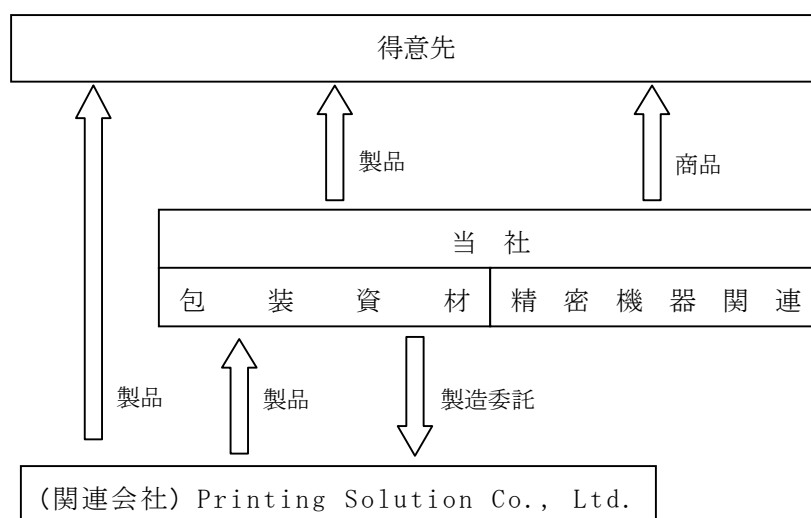 得意先
製品
商品
当社
包装資材
精密機器関連
製品
製品
製造委託
(関連会社) Printing Solution Co., Ltd.